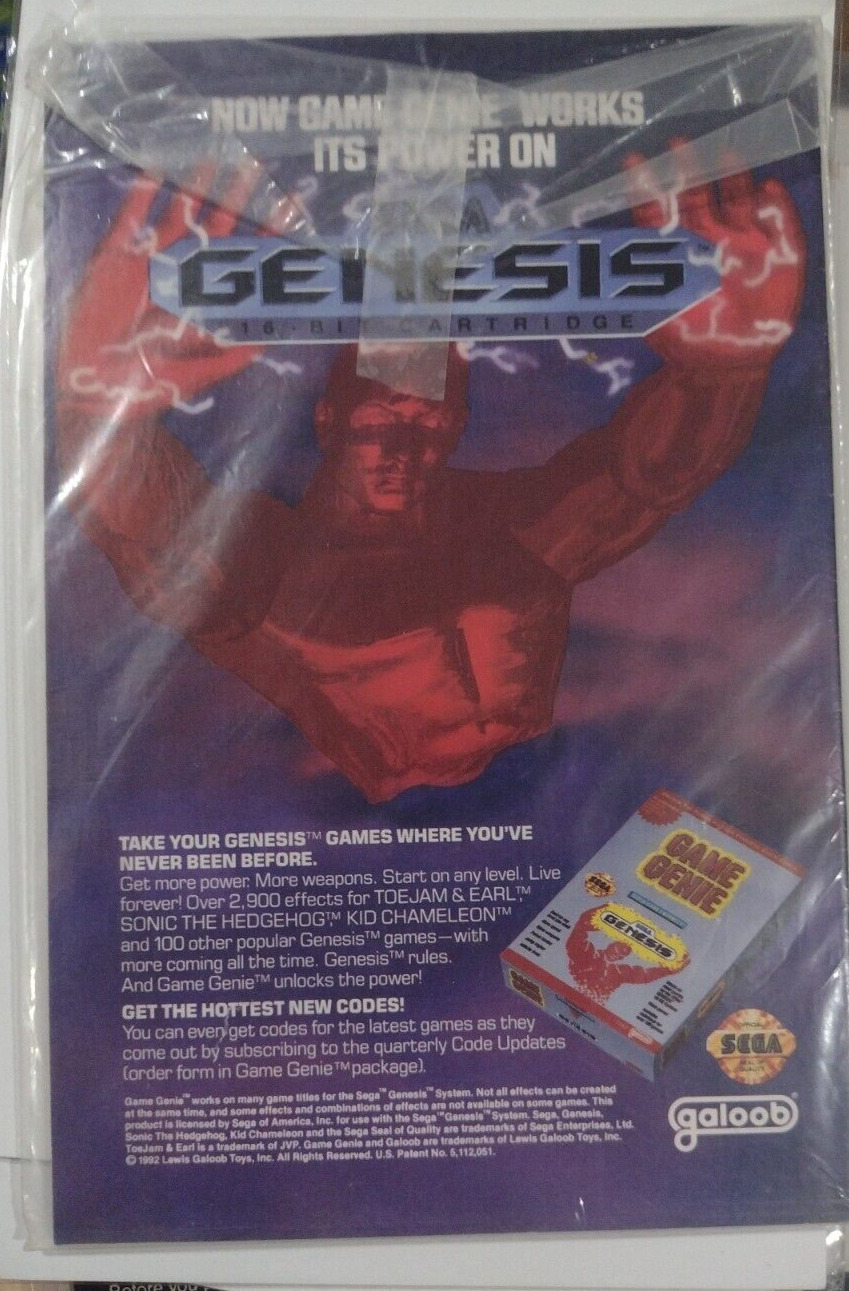 NOW GAME GENIE WORKS
ITS POWER ON
SEGA
GENESIS™
16-BIT CARTRIDGE
TAKE YOUR GENESIS™ GAMES WHERE YOU'VE
NEVER BEEN BEFORE.
Get more power. More weapons. Start on any level. Live
forever! Over 2,900 effects for TOEJAM & EARL,™
SONIC THE HEDGEHOG,™ KID CHAMELEON™
and 100 other popular Genesis™ games—with
more coming all the time. Genesis™ rules.
And Game Genie™ unlocks the power!
GET THE HOTTEST NEW CODES!
You can even get codes for the latest games as they
come out by subscribing to the quarterly Code Updates
(order form in Game Genie™ package).
Game Genie™ works on many game titles for the Sega™ Genesis™ System. Not all effects can be created
at the same time, and some effects and combinations of effects are not available on some games. This
product is licensed by Sega of America, Inc. for use with the Sega™ Genesis™ System. Sega, Genesis,
Sonic The Hedgehog, Kid Chameleon and the Sega Seal of Quality are trademarks of Sega Enterprises, Ltd.
ToeJam & Earl is a trademark of JVP. Game Genie and Galoob are trademarks of Lewis Galoob Toys, Inc.
© 1992 Lewis Galoob Toys, Inc. All Rights Reserved. U.S. Patent No. 5,112,051.
GAME
GENIE
SEGA
GENESIS
GAME
GENIE
SEGA
SEAL OF
QUALITY
galoob®
Before you